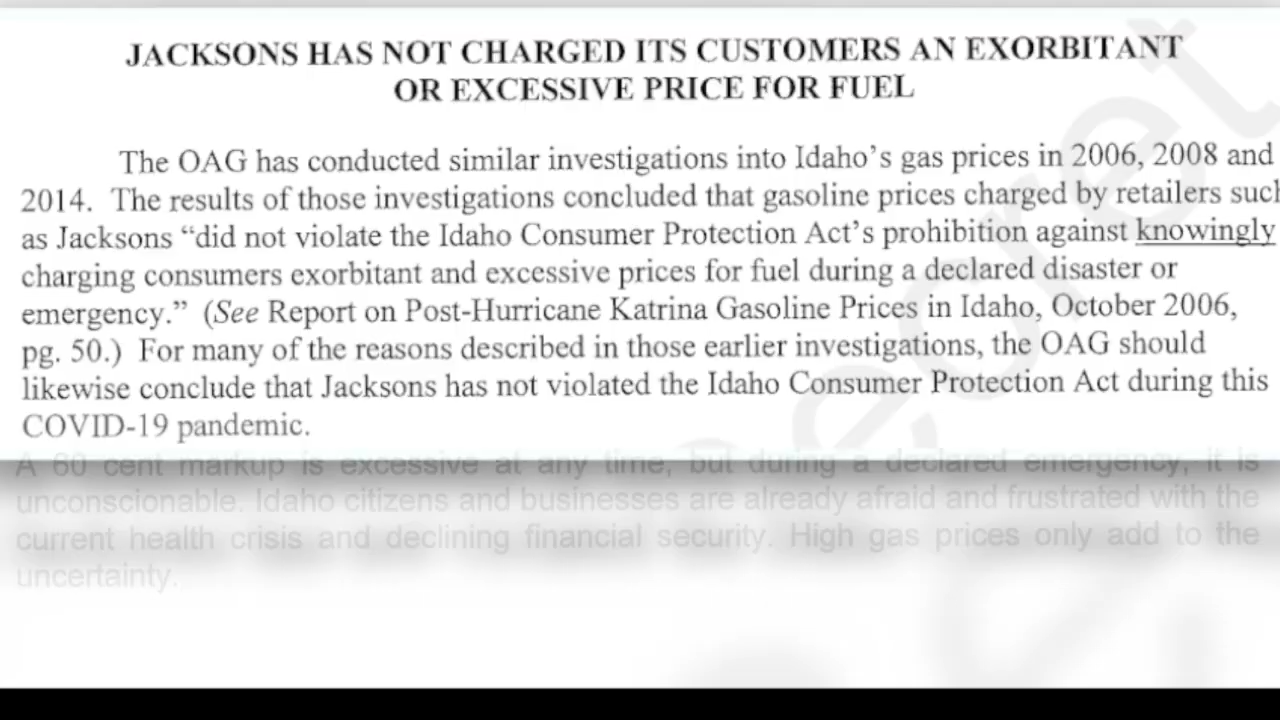 JACKSONS HAS NOT CHARGED ITS CUSTOMERS AN EXORBITANT
OR EXCESSIVE PRICE FOR FUEL
The OAG has conducted similar investigations into Idaho’s gas prices in 2006, 2008 and
2014. The results of those investigations concluded that gasoline prices charged by retailers such
as Jacksons “did not violate the Idaho Consumer Protection Act’s prohibition against knowingly
charging consumers exorbitant and excessive prices for fuel during a declared disaster or
emergency.” (See Report on Post-Hurricane Katrina Gasoline Prices in Idaho, October 2006,
pg. 50.) For many of the reasons described in those earlier investigations, the OAG should
likewise conclude that Jacksons has not violated the Idaho Consumer Protection Act during this
COVID-19 pandemic.
A 60 cent markup is excessive at any time, but during a declared emergency, it is
unconscionable. Idaho citizens and businesses are already afraid and frustrated with the
current health crisis and declining financial security. High gas prices only add to the
uncertainty.